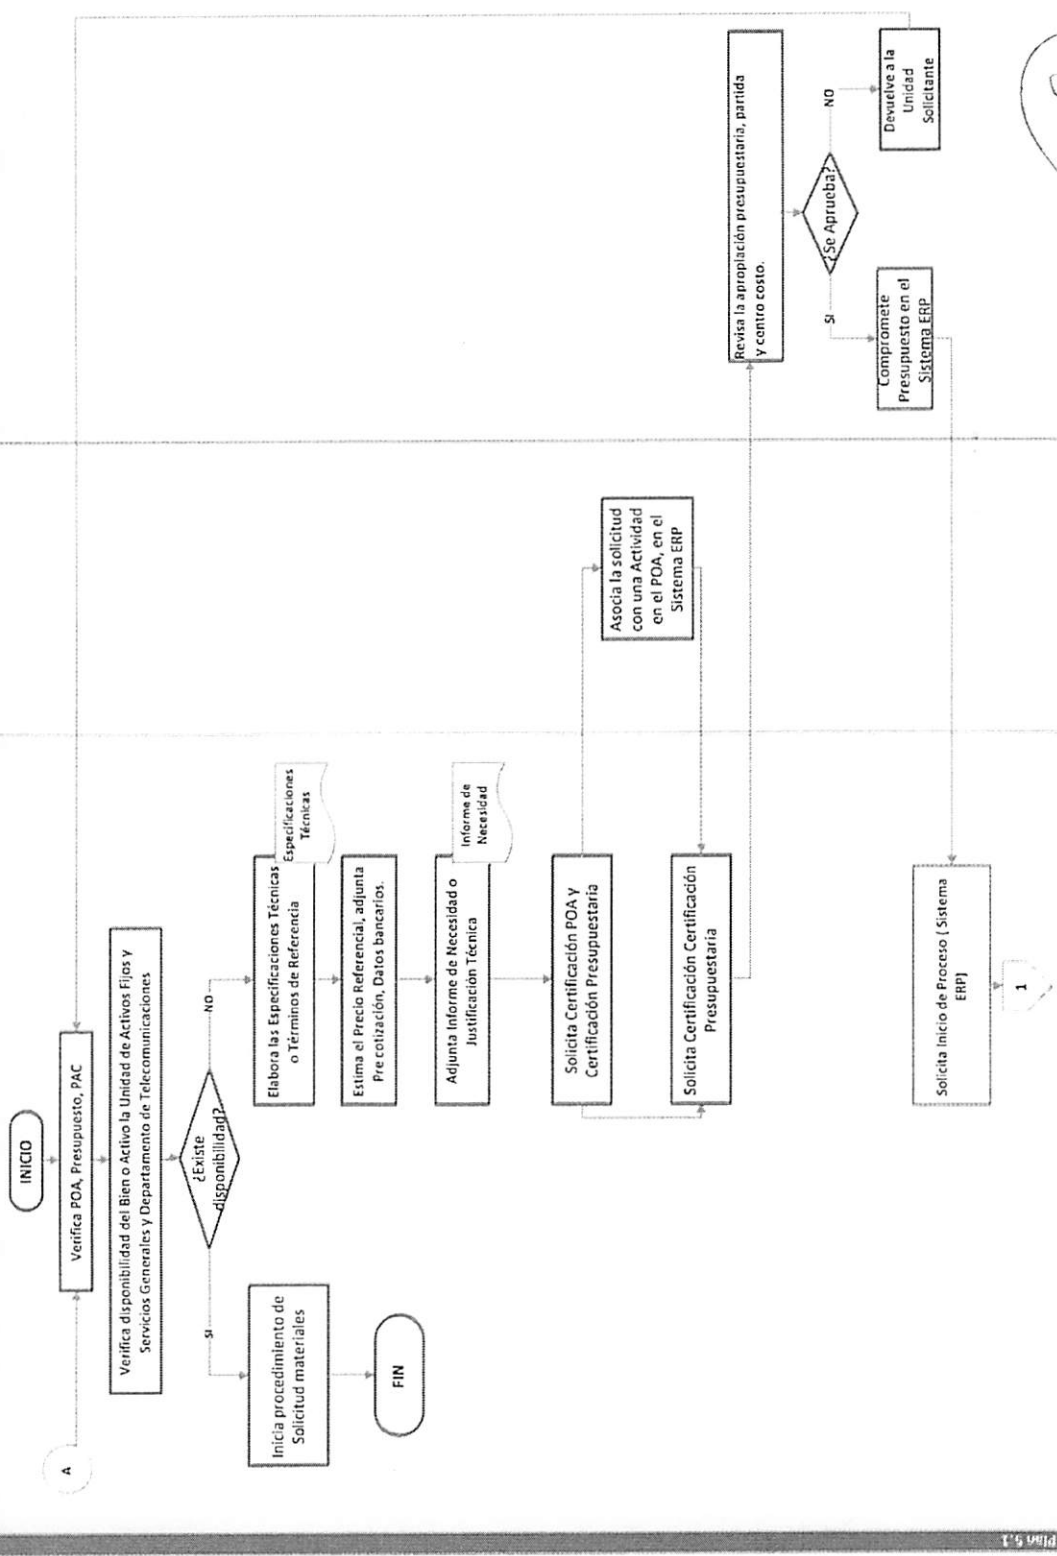 INICIO
A
Verifica POA, Presupuesto, PAC
Verifica disponibilidad del Bien o Activo la Unidad de Activos Fijos y
Servicios Generales y Departamento de Telecomunicaciones
¿Existe
disponibilidad?
SI
NO
Inicia procedimiento de
Solicitud materiales
FIN
Elabora las Especificaciones Técnicas
o Términos de Referencia
Especificaciones
Técnicas
Estima el Precio Referencial, adjunta
Pre cotización, Datos bancarios.
Adjunta Informe de Necesidad o
Justificación Técnica
Informe de
Necesidad
Solicita Certificación POA y
Certificación Presupuestaria
Asocia la solicitud
con una Actividad
en el POA, en el
Sistema ERP
Solicita Certificación Certificación
Presupuestaria
Revisa la apropiación presupuestaria, partida
y centro costo.
¿Se Aprueba?
SI
NO
Compromete
Presupuesto en el
Sistema ERP
Devuelve a la
Unidad
Solicitante
Solicita Inicio de Proceso ( Sistema
ERP)
1
Plan 5.1